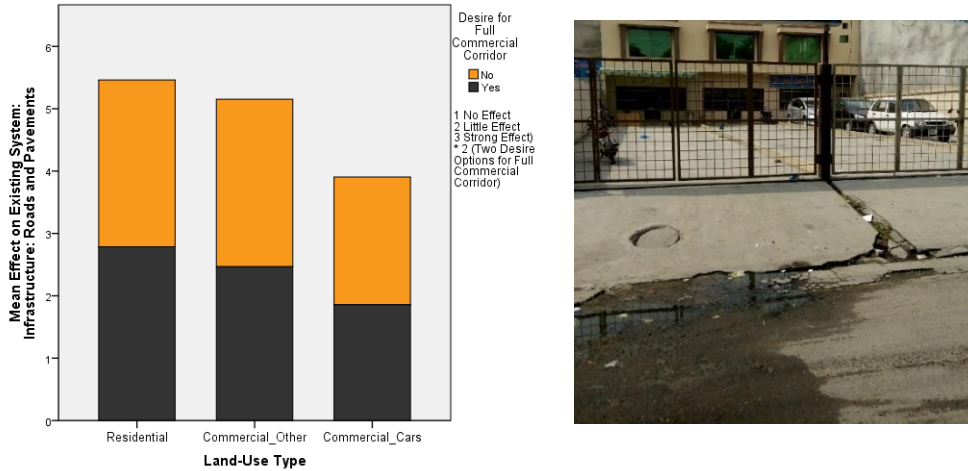 Mean Effect on Existing System:
Infrastructure: Roads and Pavements
6
5
4
3
2
1
0
Residential
Commercial_Other
Commercial_Cars
Land-Use Type
Desire for
Full
Commercial
Corridor
No
Yes
1 No Effect
2 Little Effect
3 Strong Effect)
* 2 (Two Desire
Options for Full
Commercial
Corridor)